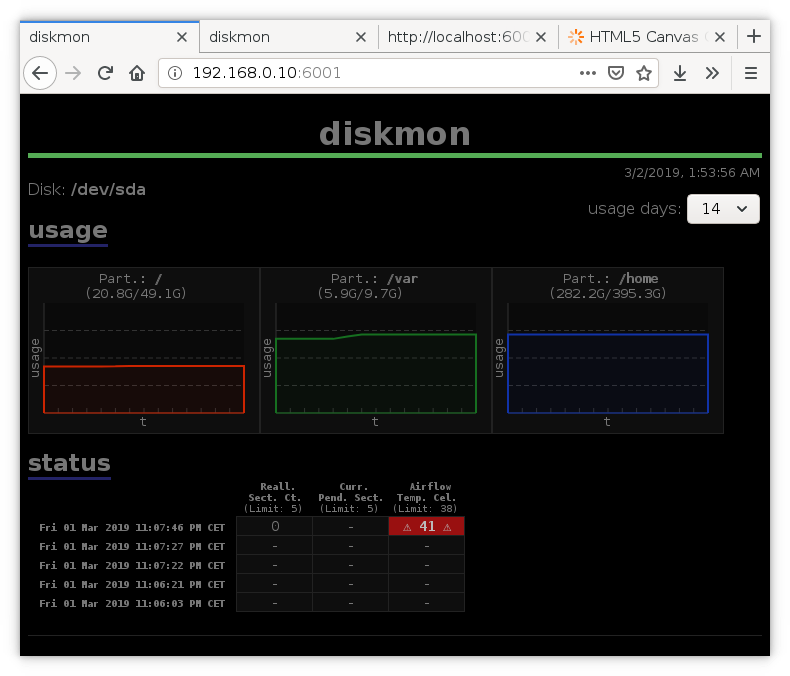 diskmon
diskmon
http://localhost:600
HTML5 Canvas
192.168.0.10:6001
diskmon
3/2/2019, 1:53:56 AM
Disk: /dev/sda
usage days: 14
usage
Part.: /
(20.8G/49.1G)
usage
t
Part.: /var
(5.9G/9.7G)
usage
t
Part.: /home
(282.2G/395.3G)
usage
t
status
Reall. Sect. Ct. (Limit: 5)
Curr. Pend. Sect. (Limit: 5)
Airflow Temp. Cel. (Limit: 38)
Fri 01 Mar 2019 11:07:46 PM CET 0 - ⚠ 41 ⚠
Fri 01 Mar 2019 11:07:27 PM CET - - -
Fri 01 Mar 2019 11:07:22 PM CET - - -
Fri 01 Mar 2019 11:06:21 PM CET - - -
Fri 01 Mar 2019 11:06:03 PM CET - - -